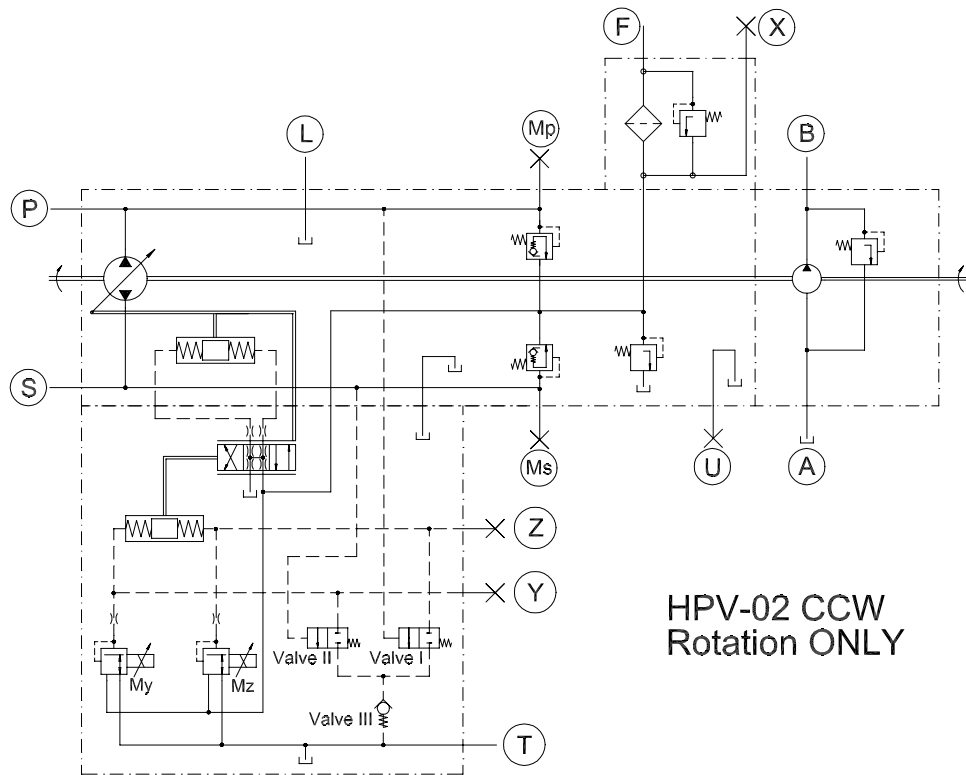 F
X
L
Mp
B
P
S
Ms
U
A
Z
Y
HPV-02 CCW
Rotation ONLY
Valve II
Valve I
My
Mz
Valve III
T